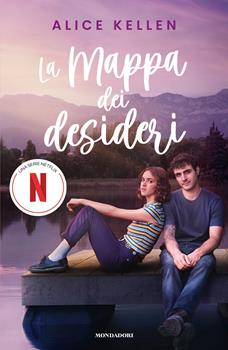 ALICE KELLEN
La Mappa
dei
desideri
UNA SERIE NETFLIX
N
MONDADORI